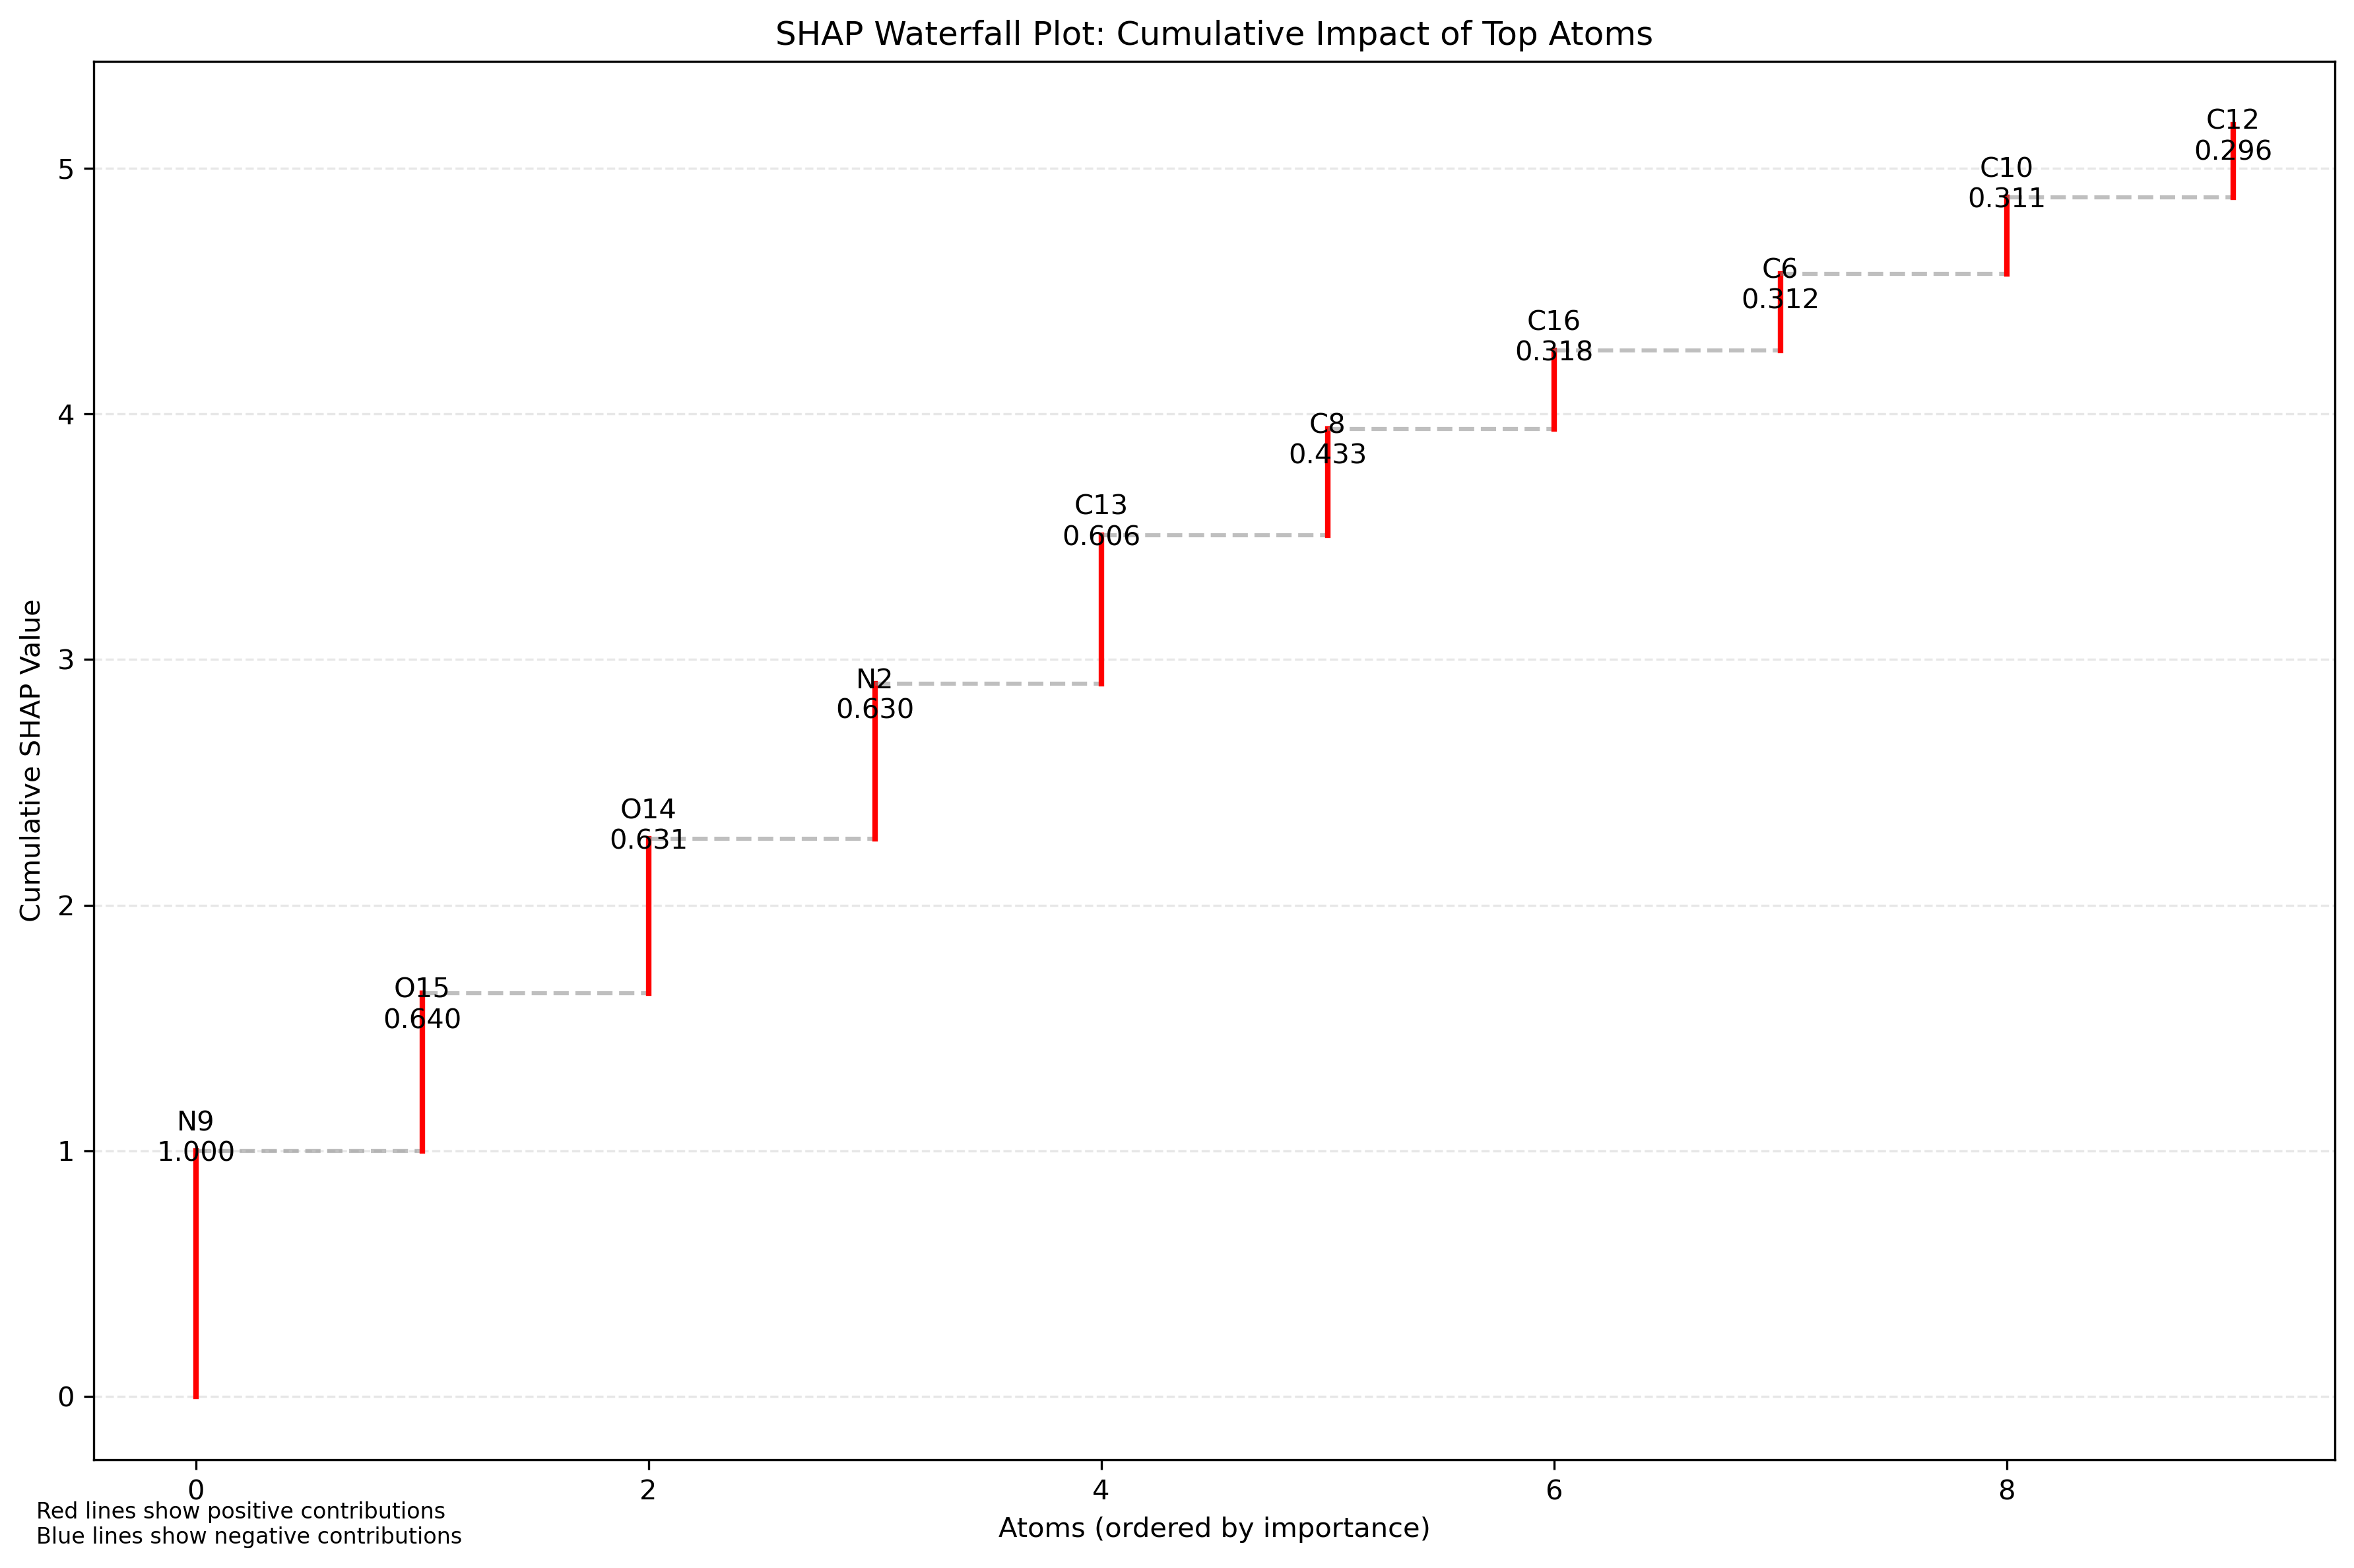 SHAP Waterfall Plot: Cumulative Impact of Top Atoms
Cumulative SHAP Value
5
4
3
2
1
0
N9
1.000
O15
0.640
O14
0.631
N2
0.630
C13
0.606
C8
0.433
C16
0.318
C6
0.312
C10
0.311
C12
0.296
0
2
4
6
8
Atoms (ordered by importance)
Red lines show positive contributions
Blue lines show negative contributions